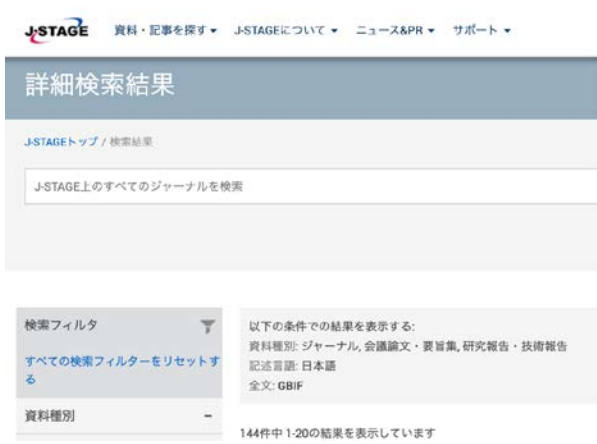 J-STAGE 資料・記事を探す▼ J-STAGEについて▼ ニュース&PR▼ サポート▼
詳細検索結果
J-STAGEトップ / 検索結果
J-STAGE上のすべてのジャーナルを検索
検索フィルタ
すべての検索フィルターをリセットす
る
資料種別 −
以下の条件での結果を表示する:
資料種別: ジャーナル, 会議論文・要旨集, 研究報告・技術報告
記述言語: 日本語
全文: GBIF
144件中 1-20の結果を表示しています